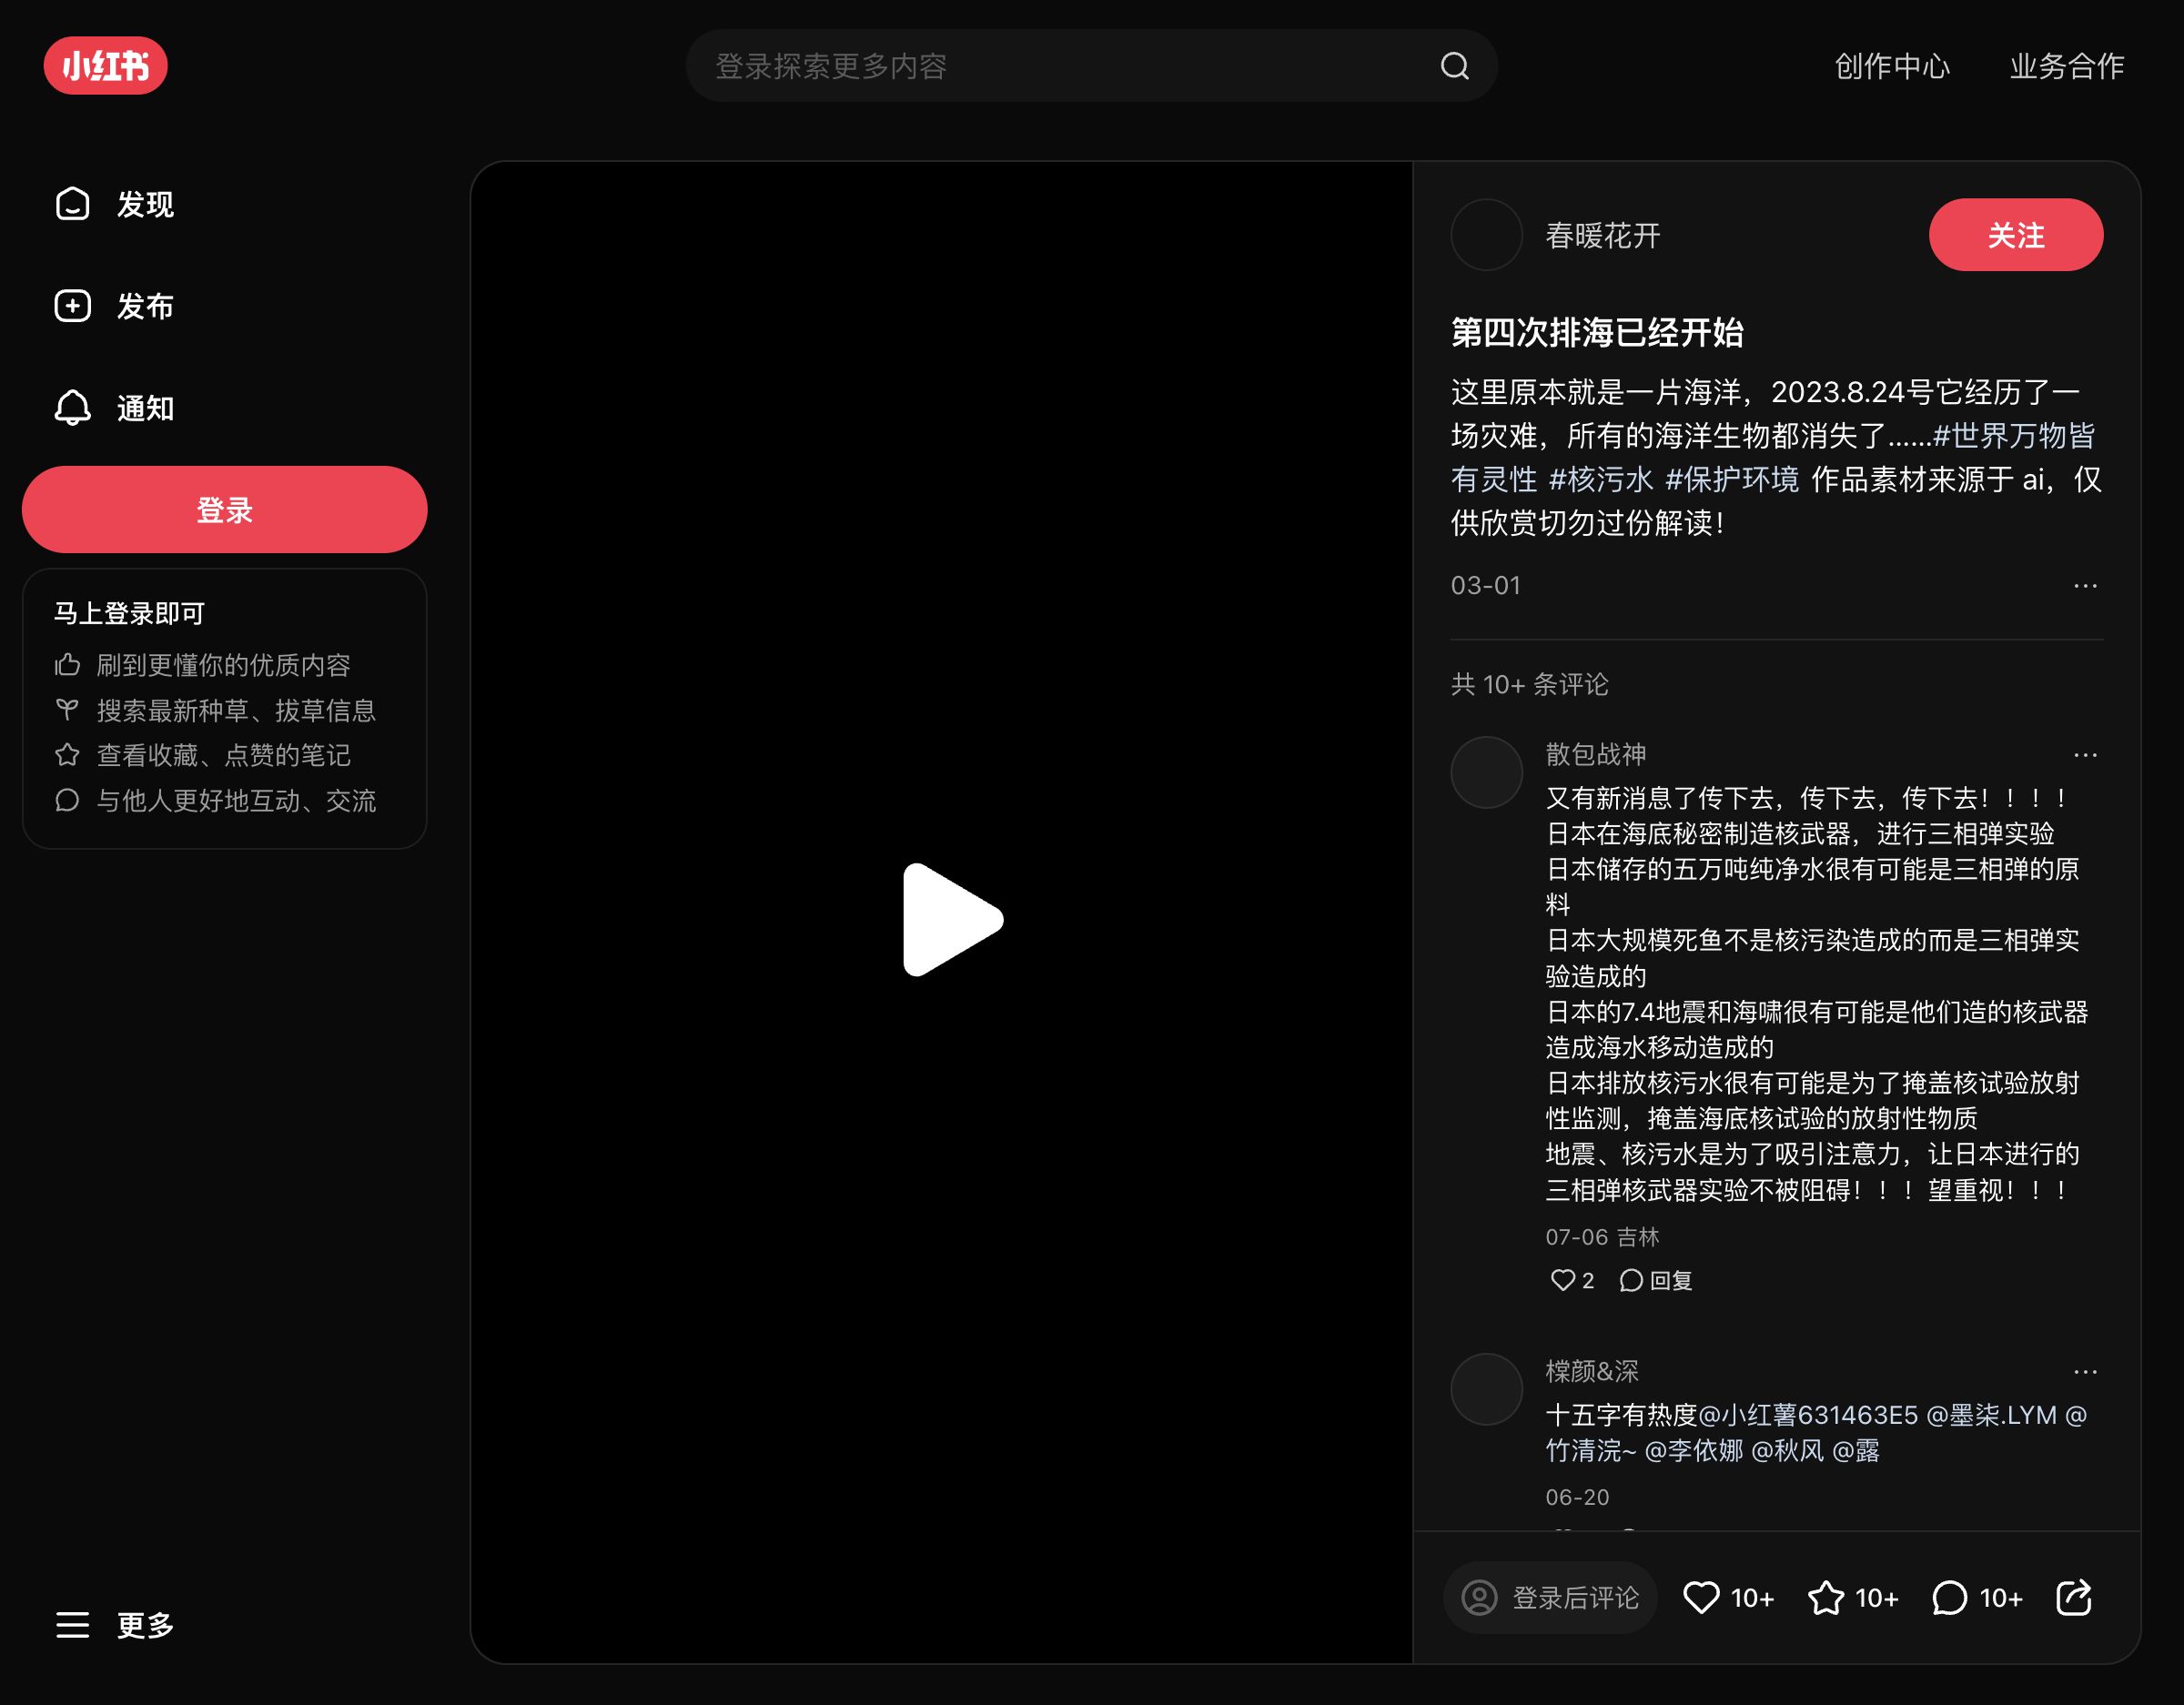 小红书
登录探索更多内容
创作中心
业务合作
发现
发布
通知
登录
马上登录即可
刷到更懂你的优质内容
搜索最新种草、拔草信息
查看收藏、点赞的笔记
与他人更好地互动、交流
更多
春暖花开
关注
第四次排海已经开始
这里原本就是一片海洋，2023.8.24号它经历了一
场灾难，所有的海洋生物都消失了……#世界万物皆
有灵性 #核污水 #保护环境 作品素材来源于 ai，仅
供欣赏切勿过份解读！
03-01
共 10+ 条评论
散包战神
又有新消息了传下去，传下去，传下去！！！！
日本在海底秘密制造核武器，进行三相弹实验
日本储存的五万吨纯净水很有可能是三相弹的原
料
日本大规模死鱼不是核污染造成的而是三相弹实
验造成的
日本的7.4地震和海啸很有可能是他们造的核武器
造成海水移动造成的
日本排放核污水很有可能是为了掩盖核试验放射
性监测，掩盖海底核试验的放射性物质
地震、核污水是为了吸引注意力，让日本进行的
三相弹核武器实验不被阻碍！！！望重视！！！
07-06 吉林
2 回复
橖颜&深
十五字有热度@小红薯631463E5 @墨柒.LYM @
竹清浣~ @李依娜 @秋风 @露
06-20
登录后评论
10+
10+
10+